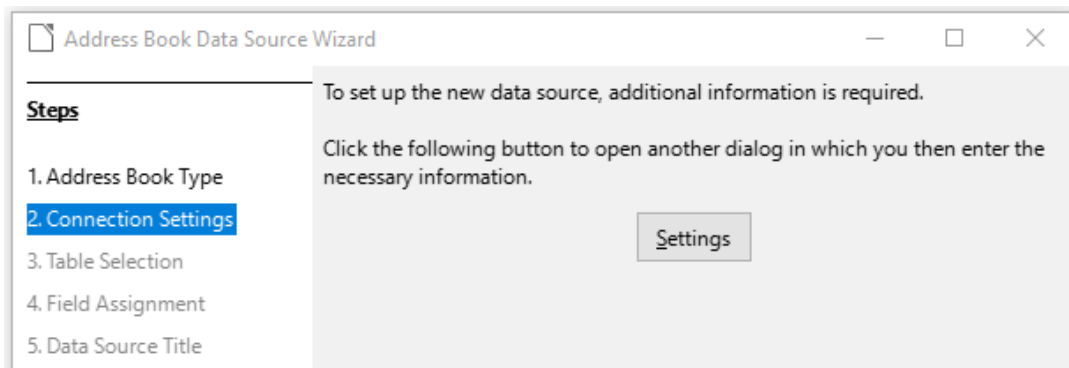 Address Book Data Source Wizard
Steps
1. Address Book Type
2. Connection Settings
3. Table Selection
4. Field Assignment
5. Data Source Title
To set up the new data source, additional information is required.
Click the following button to open another dialog in which you then enter the
necessary information.
Settings